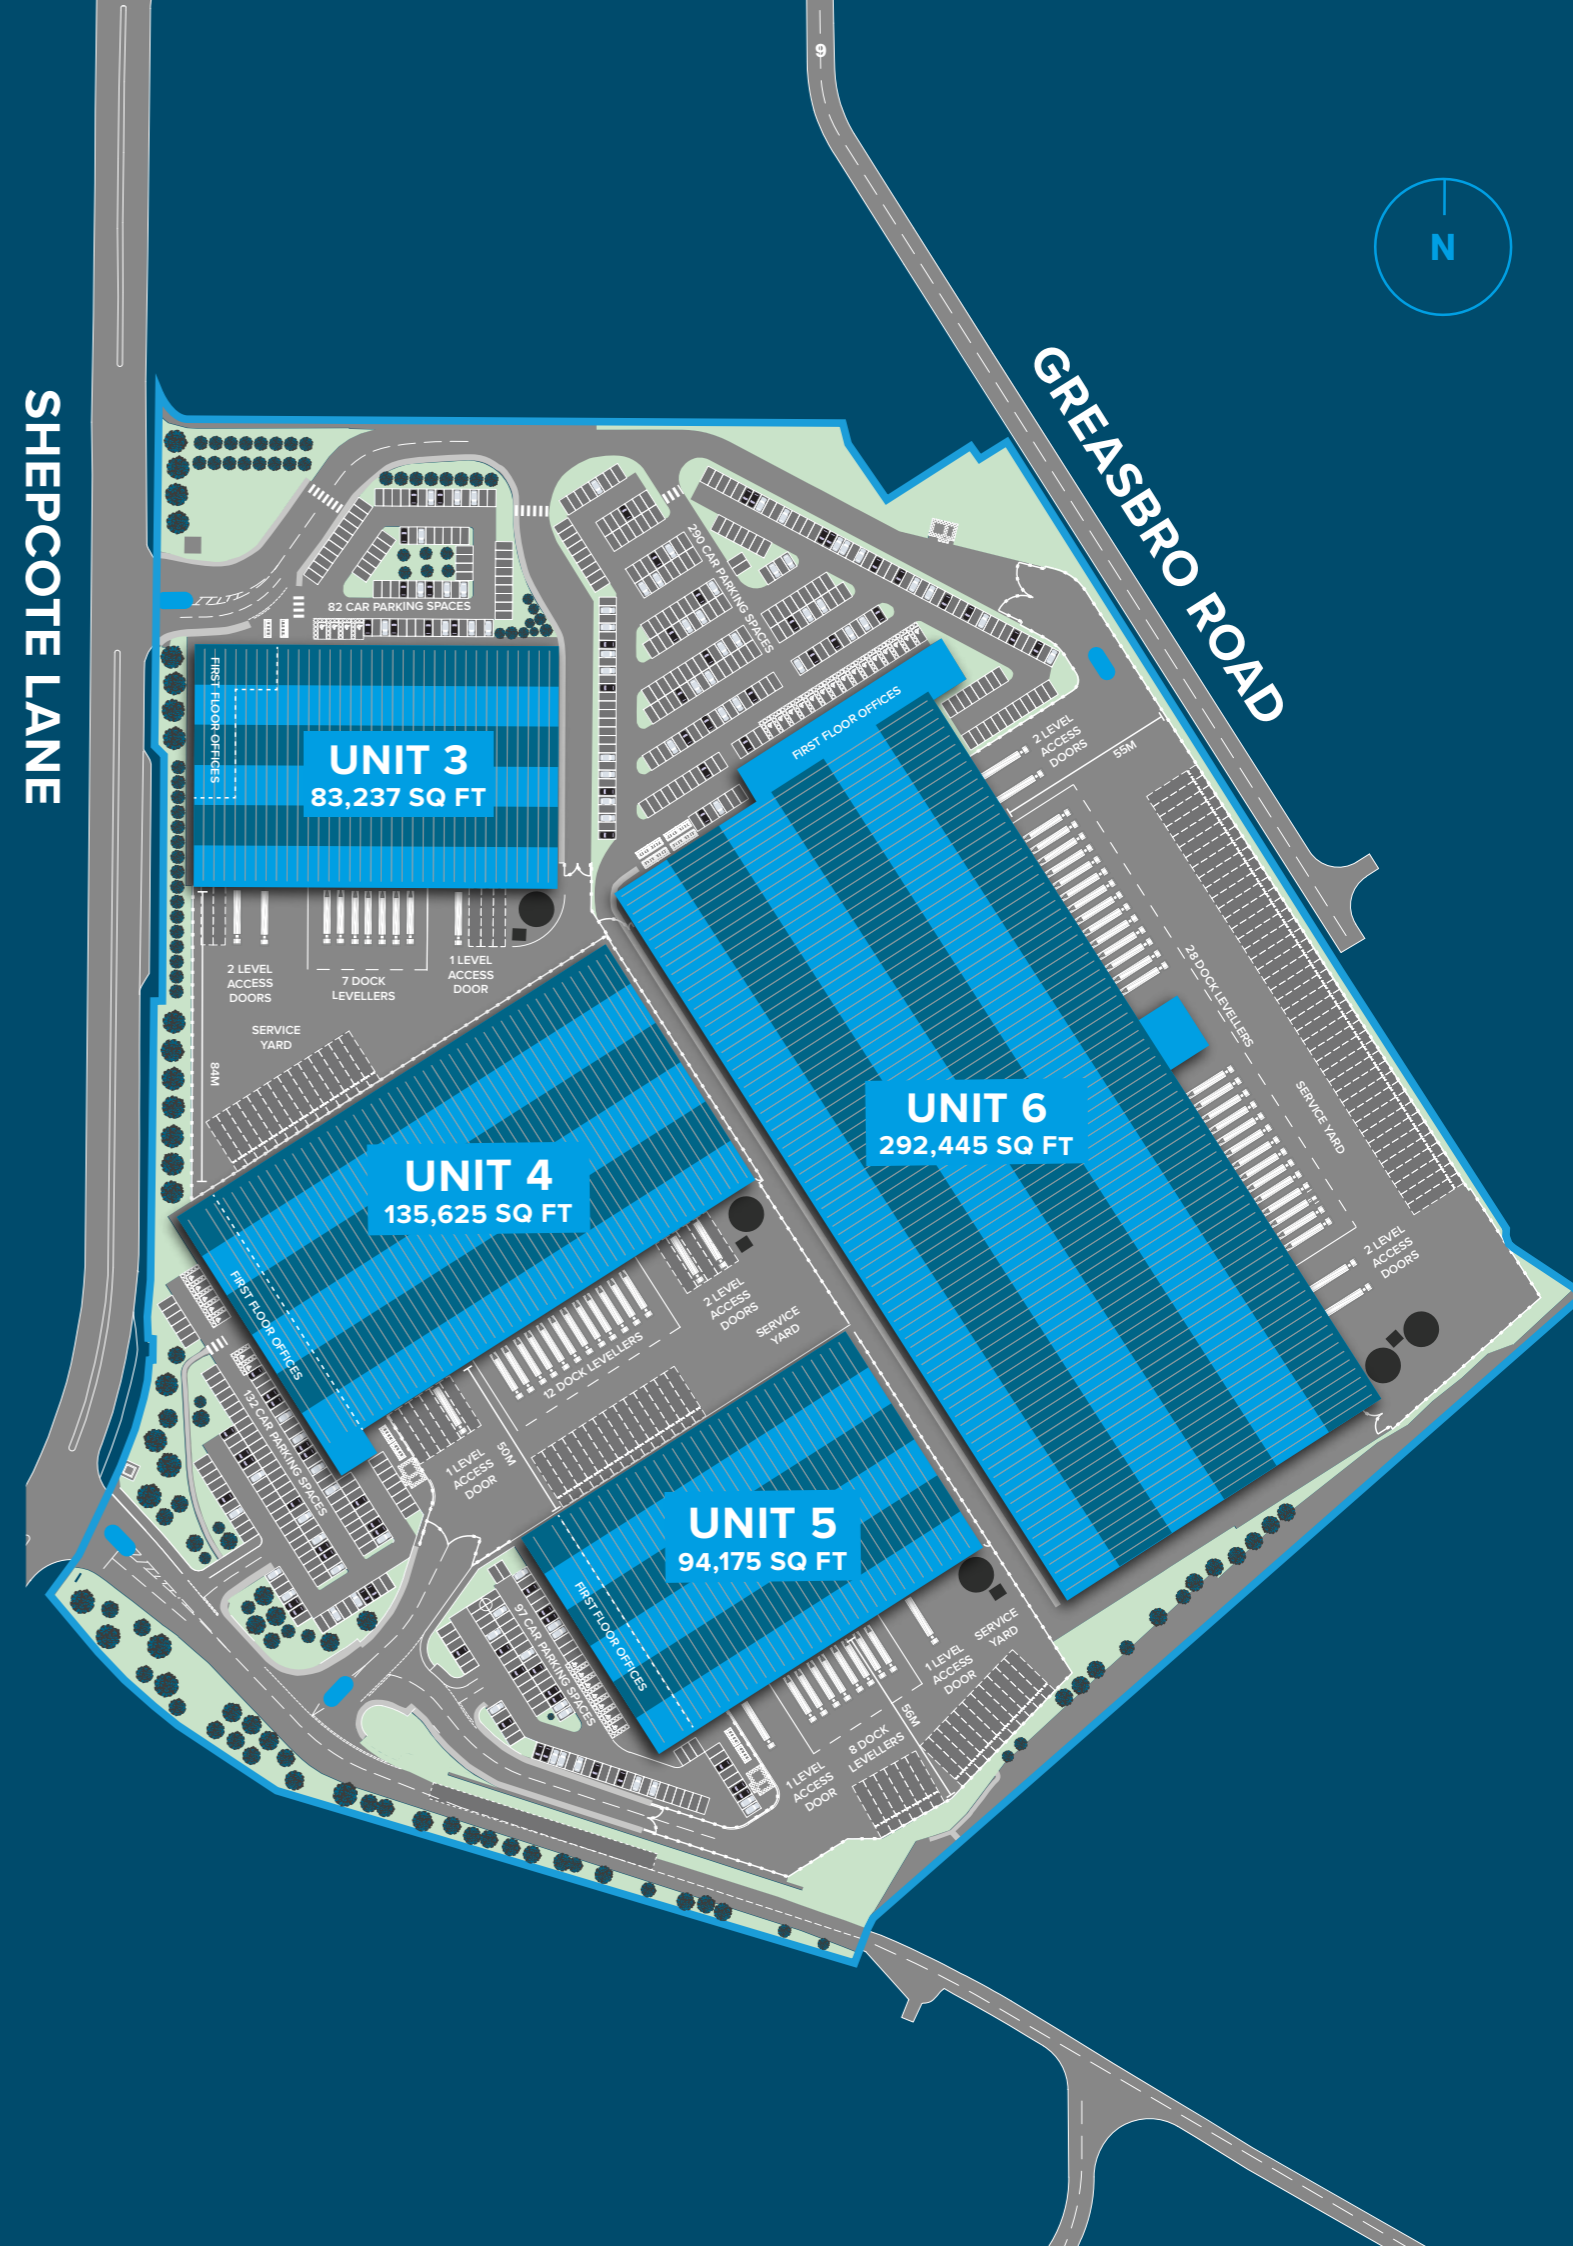 9
N
GREASBRO ROAD
SHEPCOTE LANE
290 CAR PARKING SPACES
82 CAR PARKING SPACES
FIRST FLOOR OFFICES
UNIT 3
83,237 SQ FT
FIRST FLOOR OFFICES
2 LEVEL
ACCESS
DOORS
55M
28 DOCK LEVELLERS
SERVICE YARD
2 LEVEL
ACCESS
DOORS
2 LEVEL
ACCESS
DOORS
7 DOCK
LEVELLERS
1 LEVEL
ACCESS
DOOR
SERVICE
YARD
84M
UNIT 6
292,445 SQ FT
UNIT 4
135,625 SQ FT
FIRST FLOOR OFFICES
2 LEVEL
ACCESS
DOORS
SERVICE
YARD
12 DOCK LEVELLERS
132 CAR PARKING SPACES
50M
1 LEVEL
ACCESS
DOOR
UNIT 5
94,175 SQ FT
FIRST FLOOR OFFICES
97 CAR PARKING SPACES
SERVICE
YARD
1 LEVEL
ACCESS
DOOR
56M
8 DOCK
LEVELLERS
1 LEVEL
ACCESS
DOOR